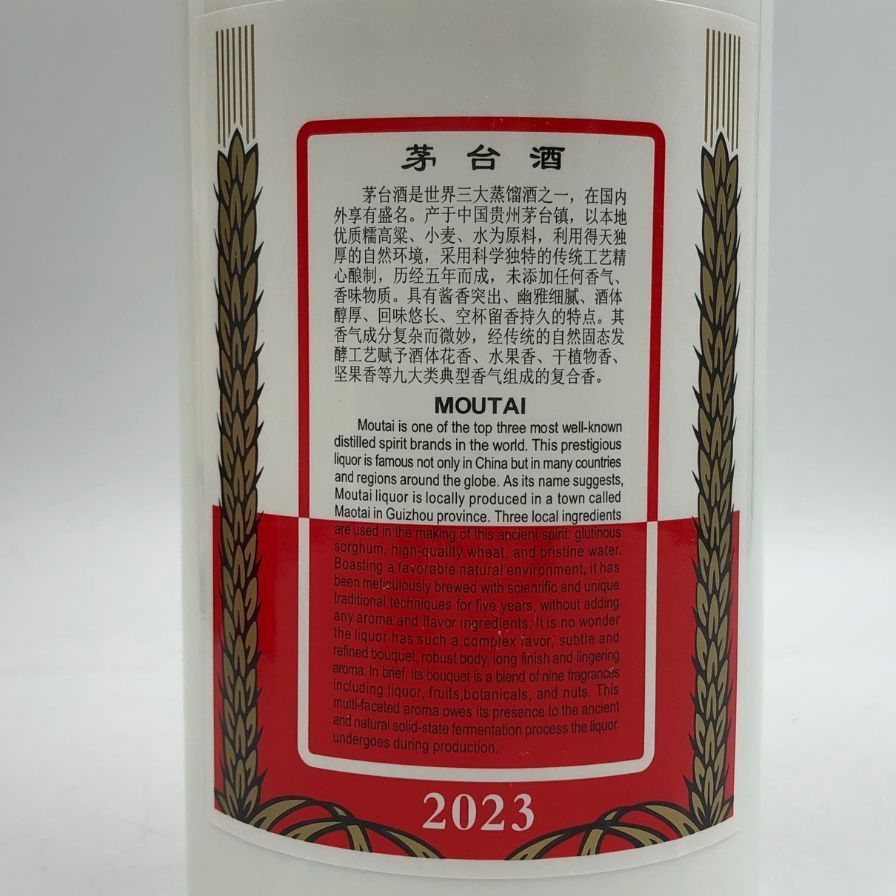 茅台酒
茅台酒是世界三大蒸馏酒之一，在国内
外享有盛名。产于中国贵州茅台镇，以本地
优质糯高粱、小麦、水为原料，利用得天独
厚的自然环境，采用科学独特的传统工艺精
心酿制，历经五年而成，未添加任何香气、
香味物质。具有酱香突出、幽雅细腻、酒体
醇厚、回味悠长、空杯留香持久的特点。其
香气成分复杂而微妙，经传统的自然固态发
酵工艺赋予酒体花香、水果香、干植物香、
坚果香等九大类典型香气组成的复合香。
MOUTAI
Moutai is one of the top three most well-known
distilled spirit brands in the world. This prestigious
liquor is famous not only in China but in many countries
and regions around the globe. As its name suggests,
Moutai liquor is locally produced in a town called
Maotai in Guizhou province. Three local ingredients
are used in the making of this ancient spirit: glutinous
sorghum, high-quality wheat, and pristine water.
Boasting a favorable natural environment, it has
been meticulously brewed with scientific and unique
traditional techniques for five years, without adding
any aroma and flavor ingredients. It is no wonder
the liquor has such a complex favor, subtle and
refined bouquet, robust body, long finish and lingering
aroma. In brief, its bouquet is a blend of nine fragrances
including liquor, fruits,botanicals, and nuts. This
multi-faceted aroma owes its presence to the ancient
and natural solid-state fermentation process the liquor
undergoes during production.
2023